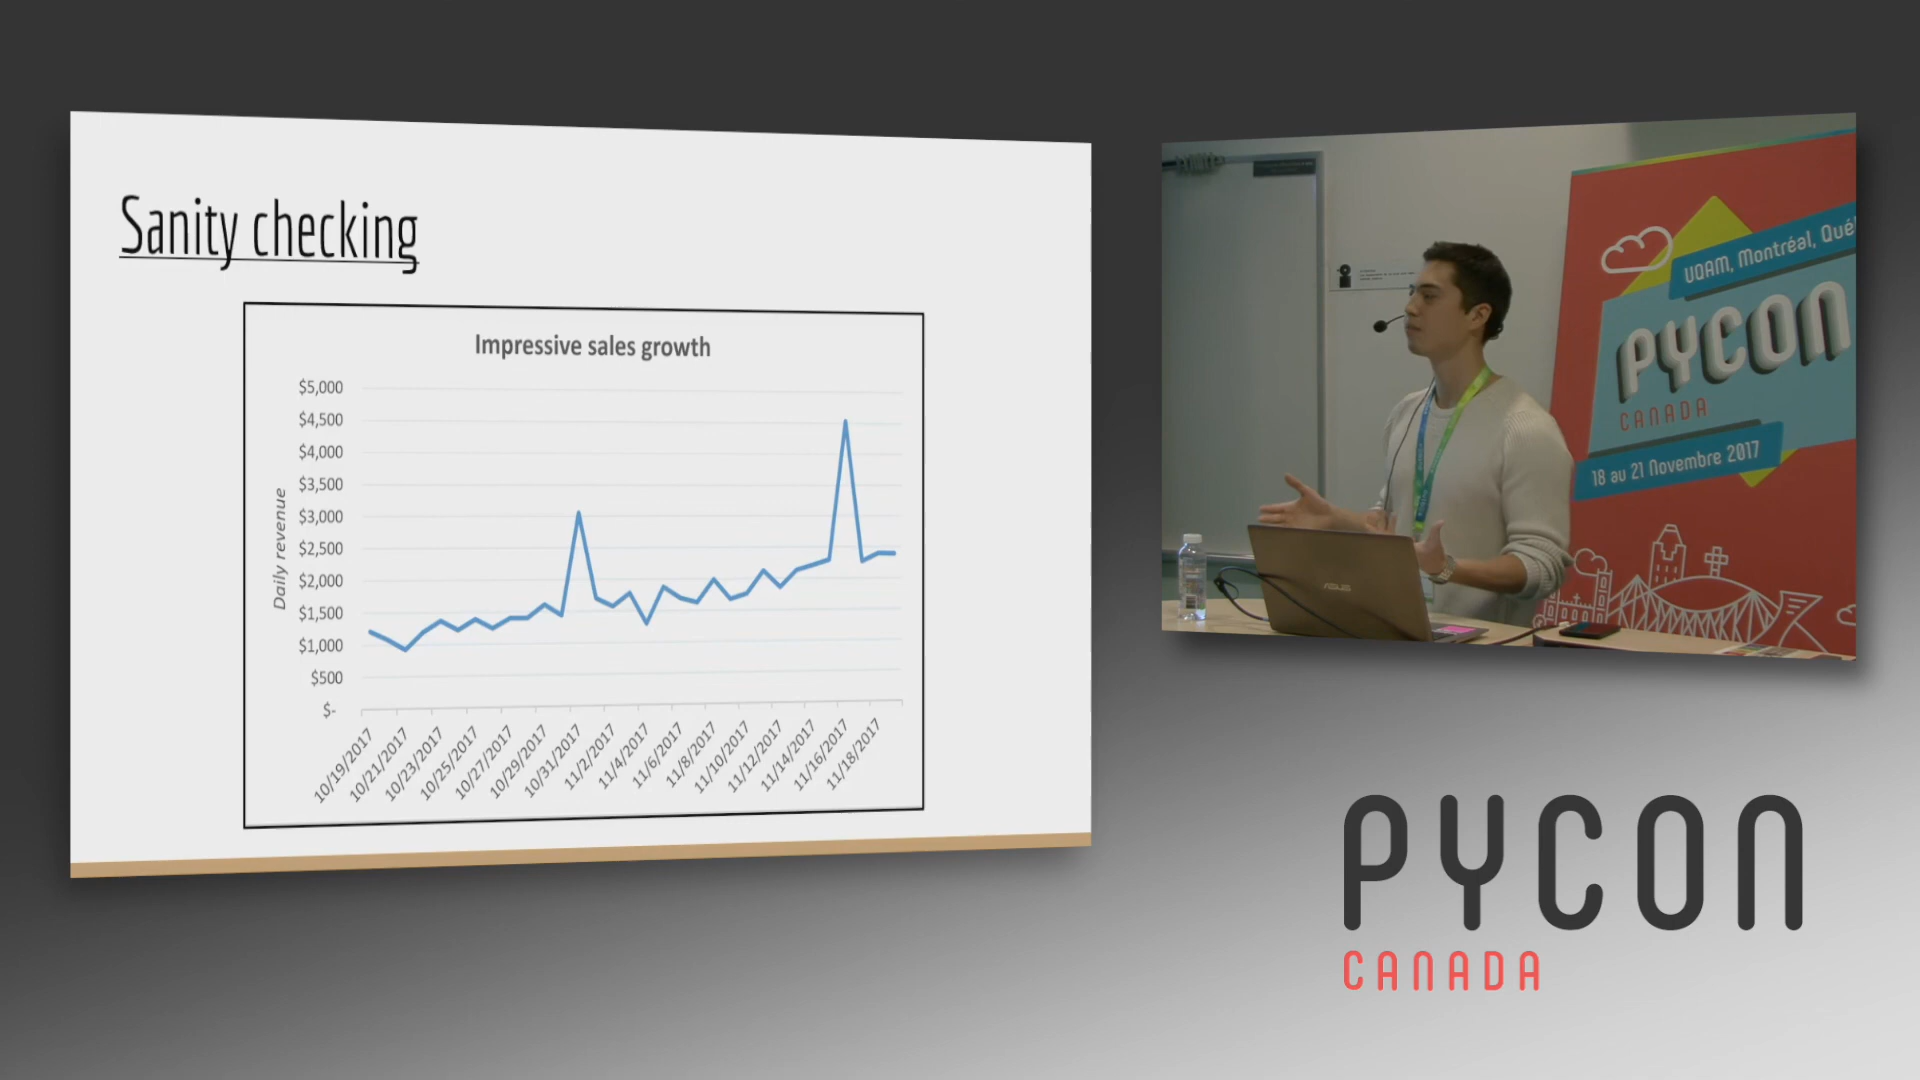 Sanity checking
Impressive sales growth
Daily revenue
$5,000
$4,500
$4,000
$3,500
$3,000
$2,500
$2,000
$1,500
$1,000
$500
$-
10/19/2017
10/21/2017
10/23/2017
10/25/2017
10/27/2017
10/29/2017
10/31/2017
11/2/2017
11/4/2017
11/6/2017
11/8/2017
11/10/2017
11/12/2017
11/14/2017
11/16/2017
11/18/2017
UQAM, Montréal, Qué
PYCON
CANADA
18 au 21 Novembre 2017
ASUS
PYCON
CANADA